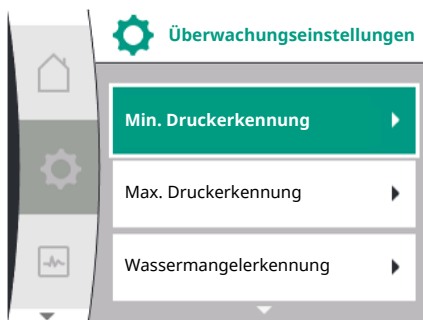 Überwachungseinstellungen
Min. Druckerkennung
Max. Druckerkennung
Wassermangelerkennung